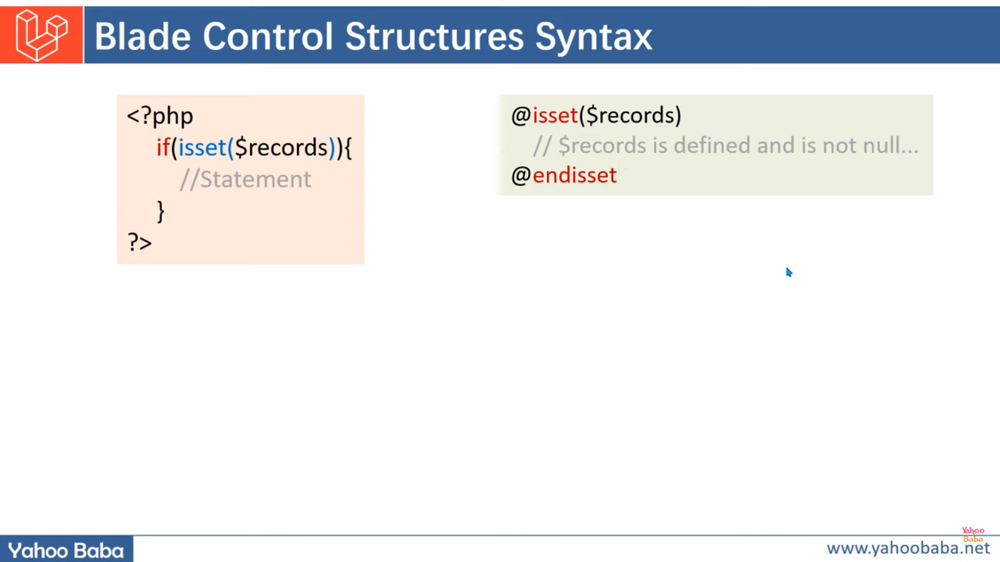 Blade Control Structures Syntax
<?php
if(isset($records)){
//Statement
}
?>
@isset($records)
// $records is defined and is not null...
@endisset
Yahoo
Baba
Yahoo Baba
www.yahoobaba.net